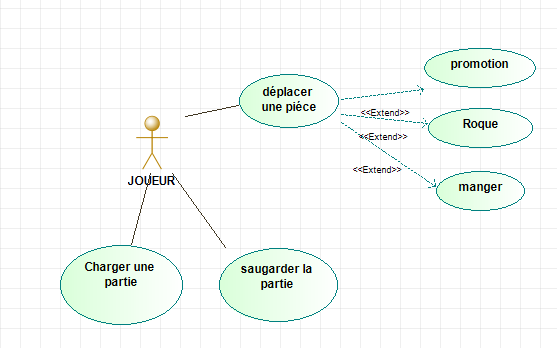 promotion
déplacer
une piéce
<<Extend>>
Roque
<<Extend>>
<<Extend>>
manger
JOUEUR
Charger une
partie
saugarder la
partie